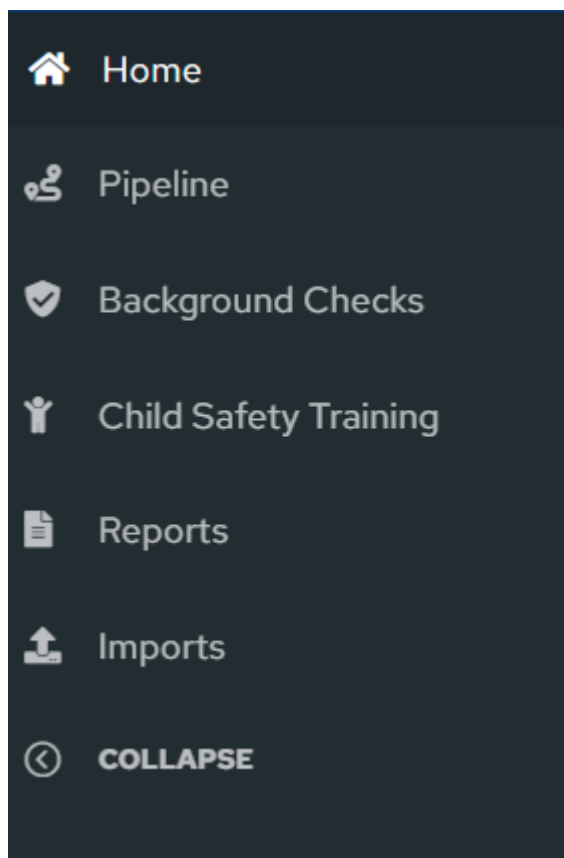 Home
Pipeline
Background Checks
Child Safety Training
Reports
Imports
COLLAPSE